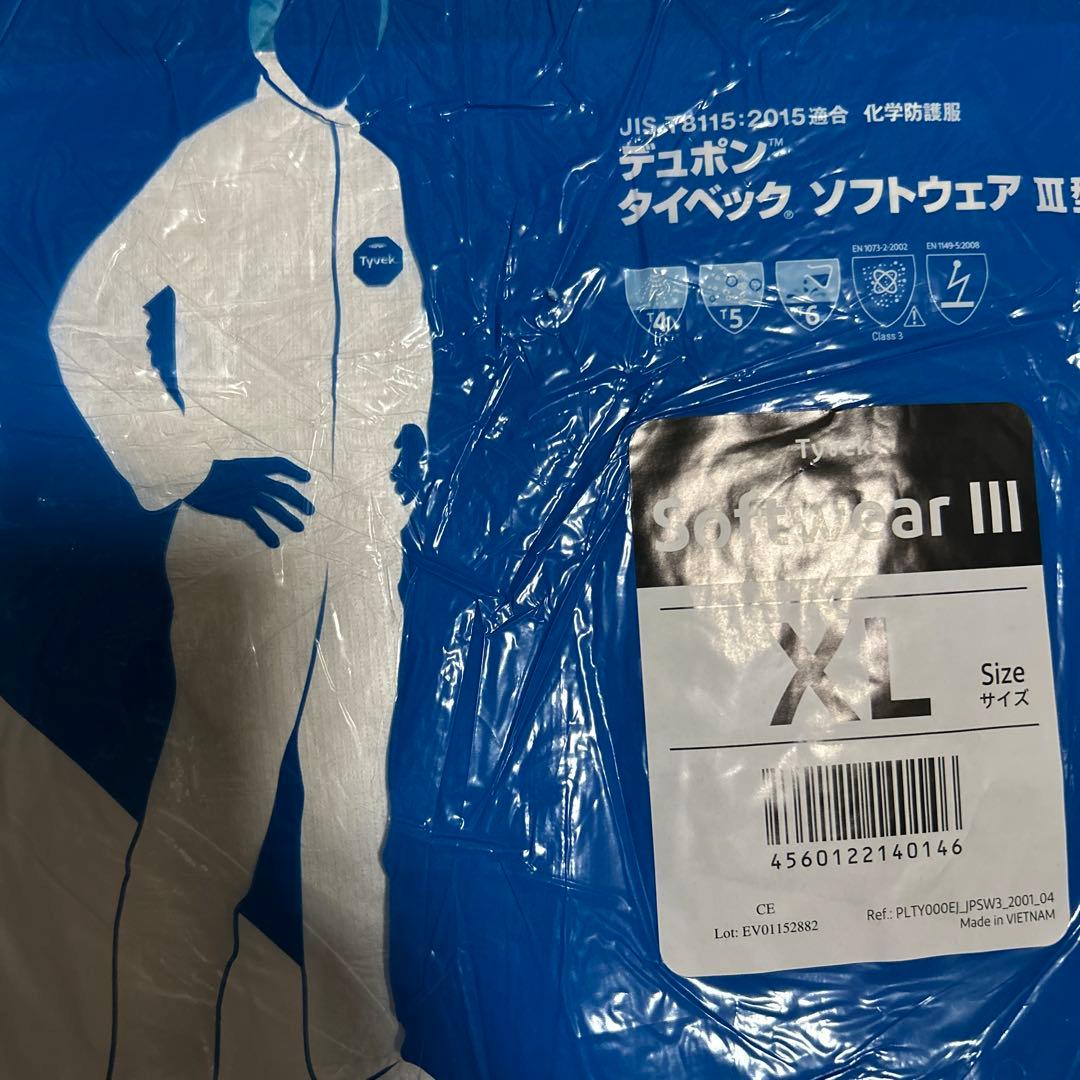 JIS T8115:2015適合 化学防護服
デュポン™
タイベック® ソフトウェア III型
Tyvek
EN 1073-2:2002
EN 1149-5:2008
T4
T5
T6
Class 3
Tyvek
Softwear III
XL
Size
サイズ
4560122140146
CE
Lot: EV01152882
Ref.: PLTY000EJ_JPSW3_2001_04
Made in VIETNAM